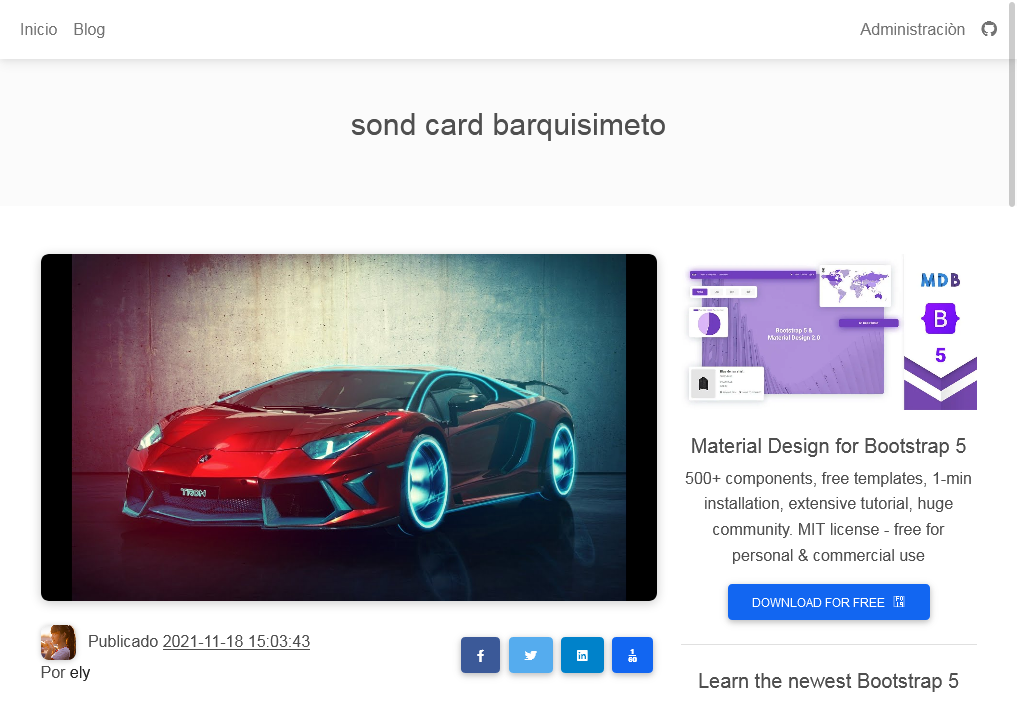 Inicio Blog Administraciòn
sond card barquisimeto
TRON
MDB
B
5
Bootstrap 5 &
Material Design 2.0
Material Design for Bootstrap 5
500+ components, free templates, 1-min
installation, extensive tutorial, huge
community. MIT license - free for
personal & commercial use
DOWNLOAD FOR FREE
Publicado 2021-11-18 15:03:43
Por ely
Learn the newest Bootstrap 5